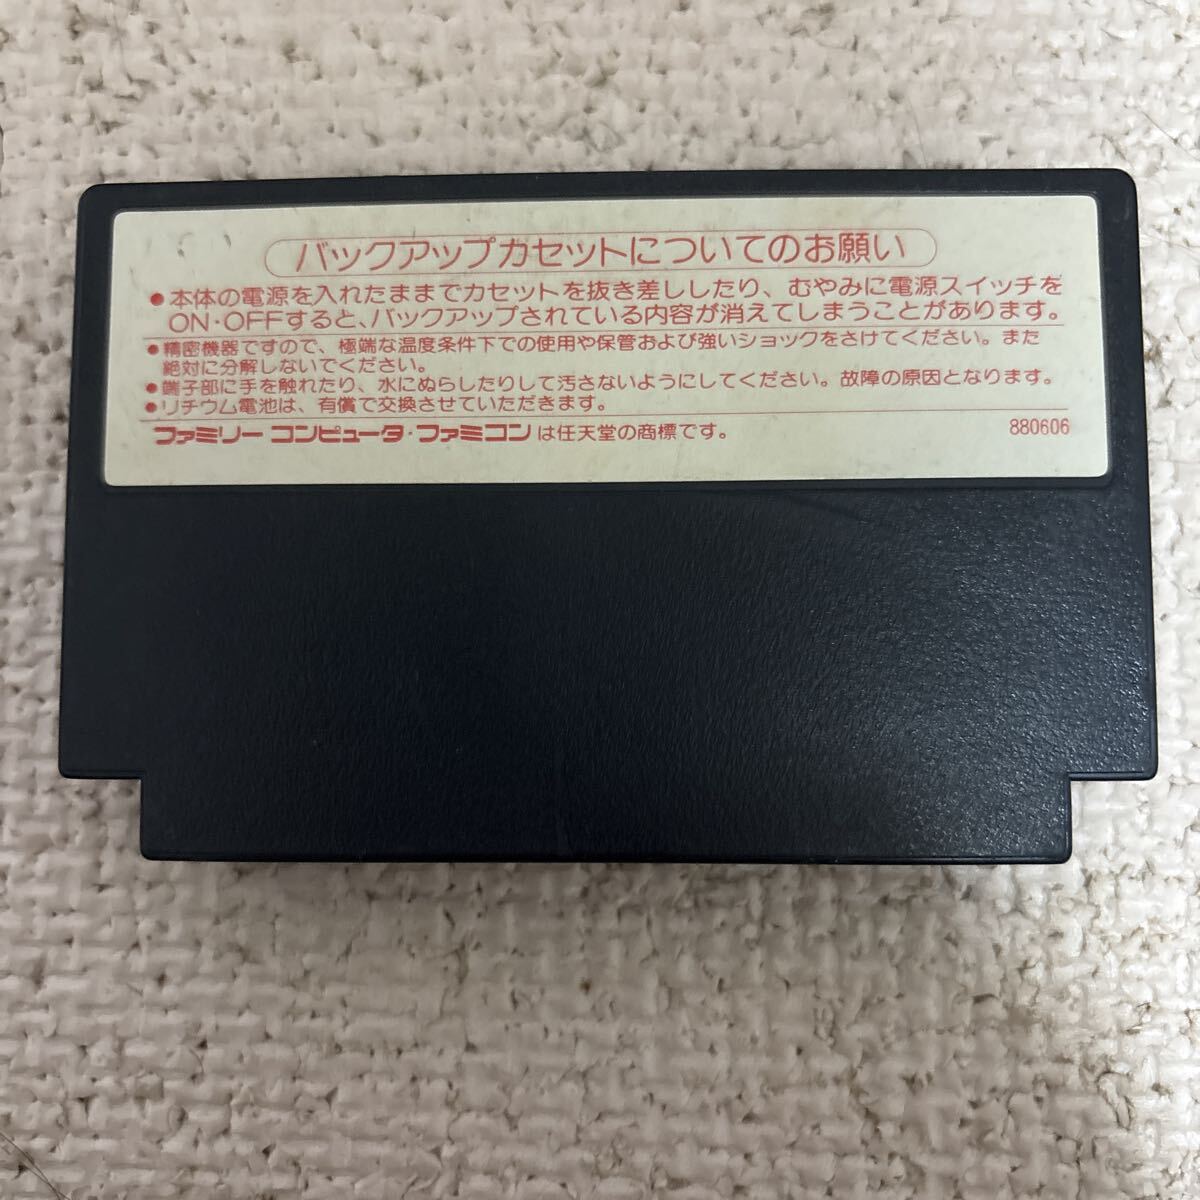 バックアップカセットについてのお願い
●本体の電源を入れたままでカセットを抜き差ししたり、むやみに電源スイッチを
ON・OFFすると、バックアップされている内容が消えてしまうことがあります。
●精密機器ですので、極端な温度条件下での使用や保管および強いショックをさけてください。また
絶対に分解しないでください。
●端子部に手を触れたり、水にぬらしたりして汚さないようにしてください。故障の原因となります。
●リチウム電池は、有償で交換させていただきます。
ファミリー コンピュータ・ファミコンは任天堂の商標です。 880606